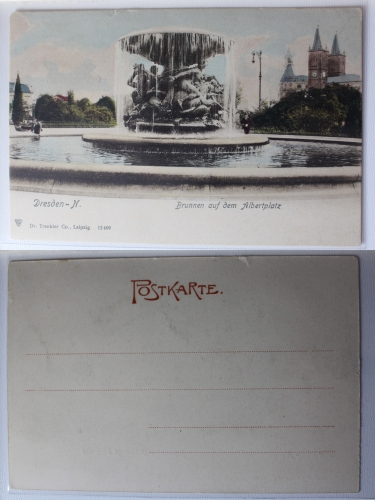 Dresden-N.
Brunnen auf dem Albertplatz
Dr. Trenkler Co., Leipzig.
POSTKARTE.